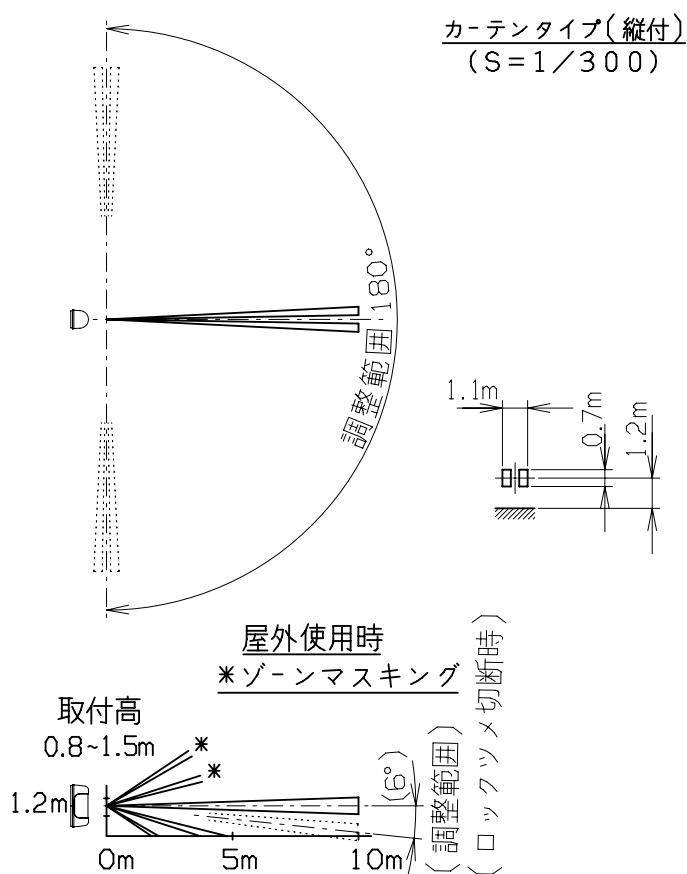 カーテンタイプ(縦付)
(S=1/300)
調整範囲 180°
1.1m
0.7m
1.2m
屋外使用時
*ゾーンマスキング
取付高
0.8~1.5m
*
*
1.2m
(6°)
(調整範囲)
(ロックツメ切断時)
0m
5m
10m